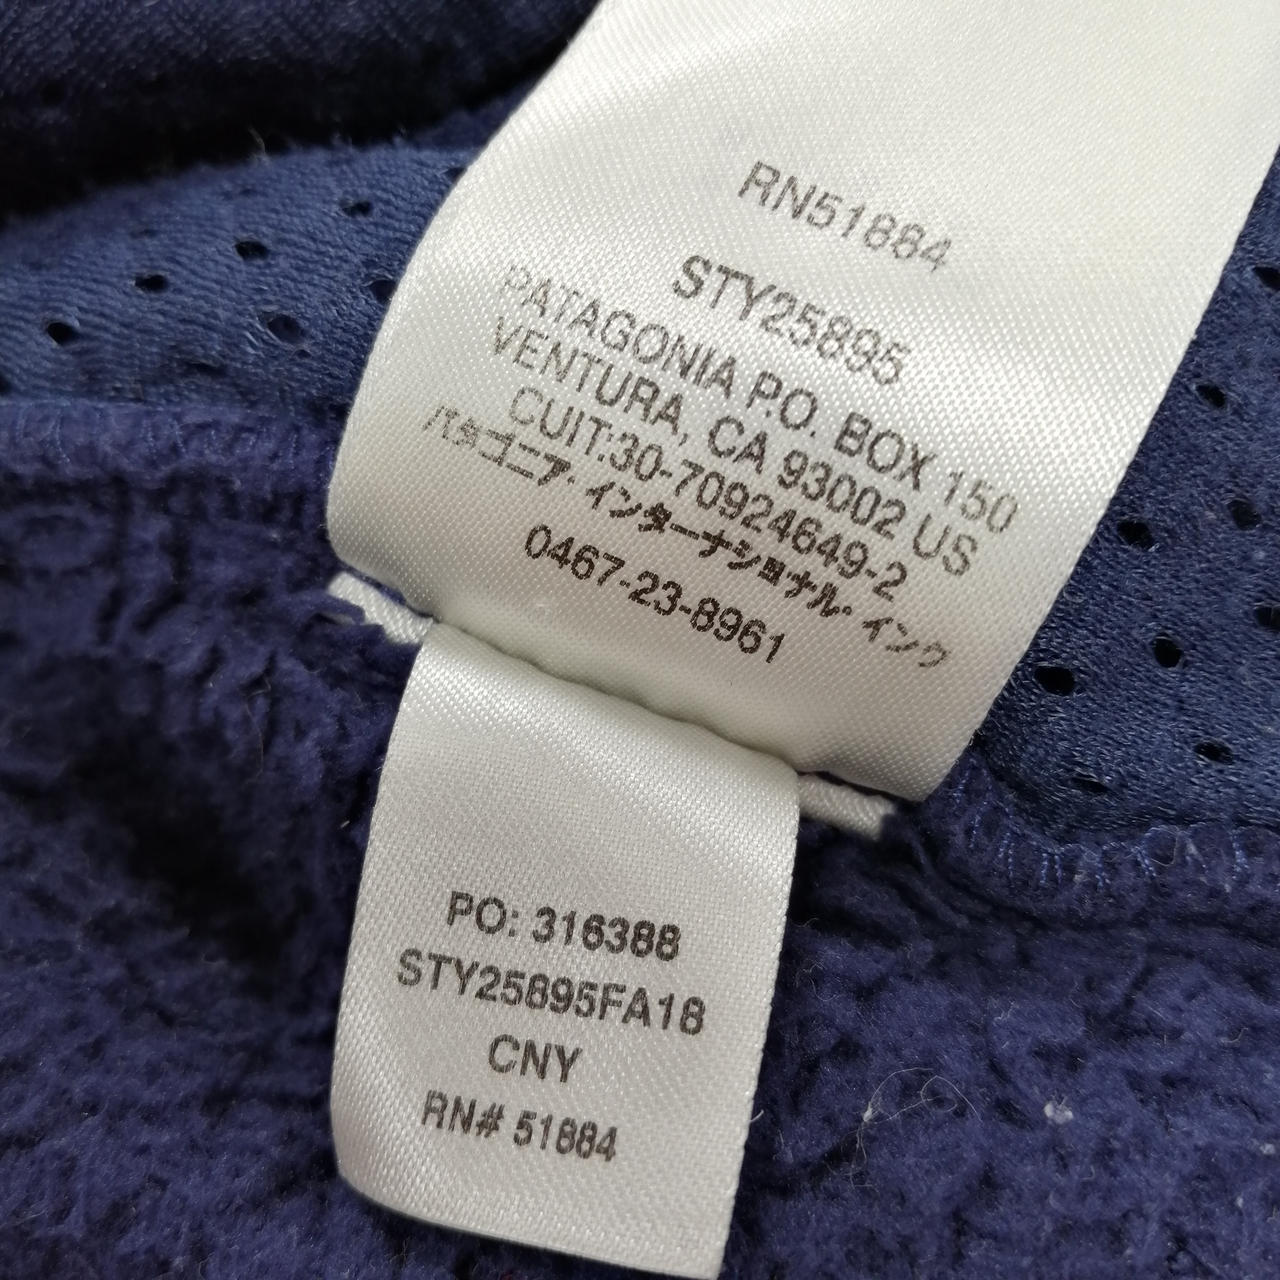 RN51884
STY25895
PATAGONIA P.O. BOX 150
VENTURA, CA 93002 US
CUIT:30-70924649-2
パタゴニア・インターナショナル・インク
0467-23-8961
PO: 316388
STY25895FA18
CNY
RN# 51884